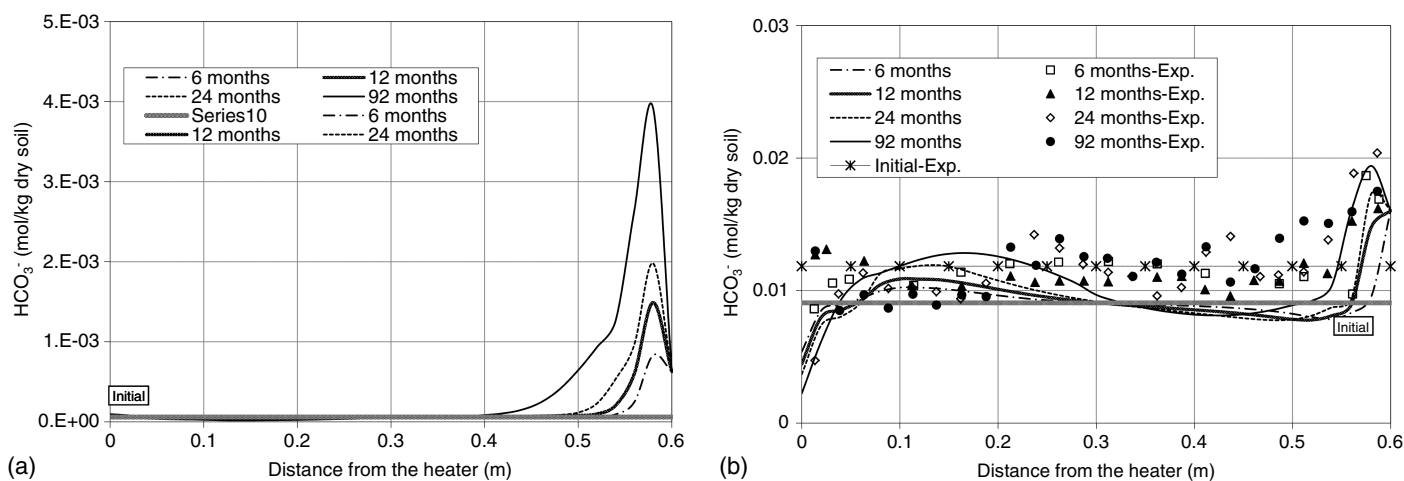 5.E-03
4.E-03
3.E-03
2.E-03
1.E-03
0.E+00
HCO3- (mol/kg dry soil)
6 months
12 months
24 months
92 months
Series10
6 months
12 months
24 months
Initial
0
0.1
0.2
0.3
0.4
0.5
0.6
Distance from the heater (m)
(a)
0.03
0.02
0.01
0
HCO3- (mol/kg dry soil)
6 months
6 months-Exp.
12 months
12 months-Exp.
24 months
24 months-Exp.
92 months
92 months-Exp.
Initial-Exp.
Initial
0
0.1
0.2
0.3
0.4
0.5
0.6
Distance from the heater (m)
(b)